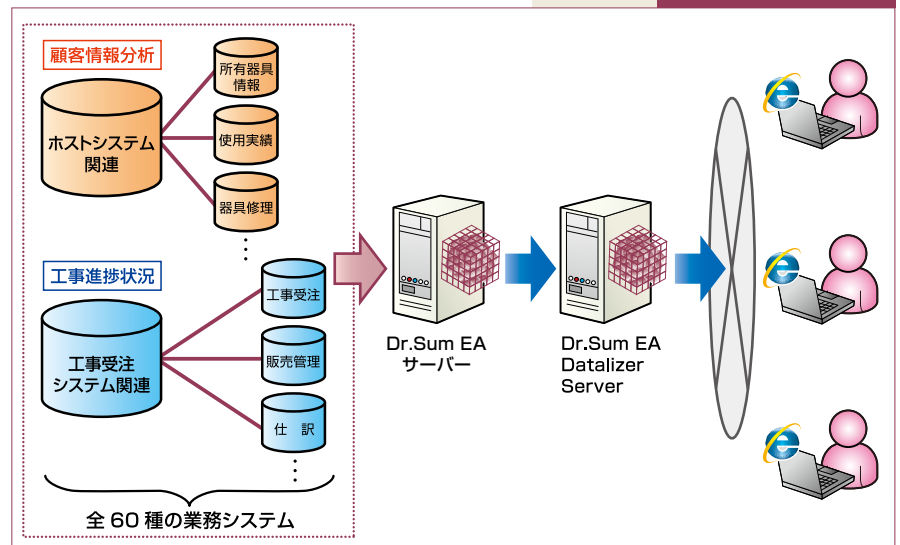 顧客情報分析
ホストシステム
関連
所有器具
情報
使用実績
器具修理
工事進捗状況
工事受注
システム関連
工事受注
販売管理
仕 訳
全 60 種の業務システム
Dr.Sum EA
サーバー
Dr.Sum EA
Datalizer
Server